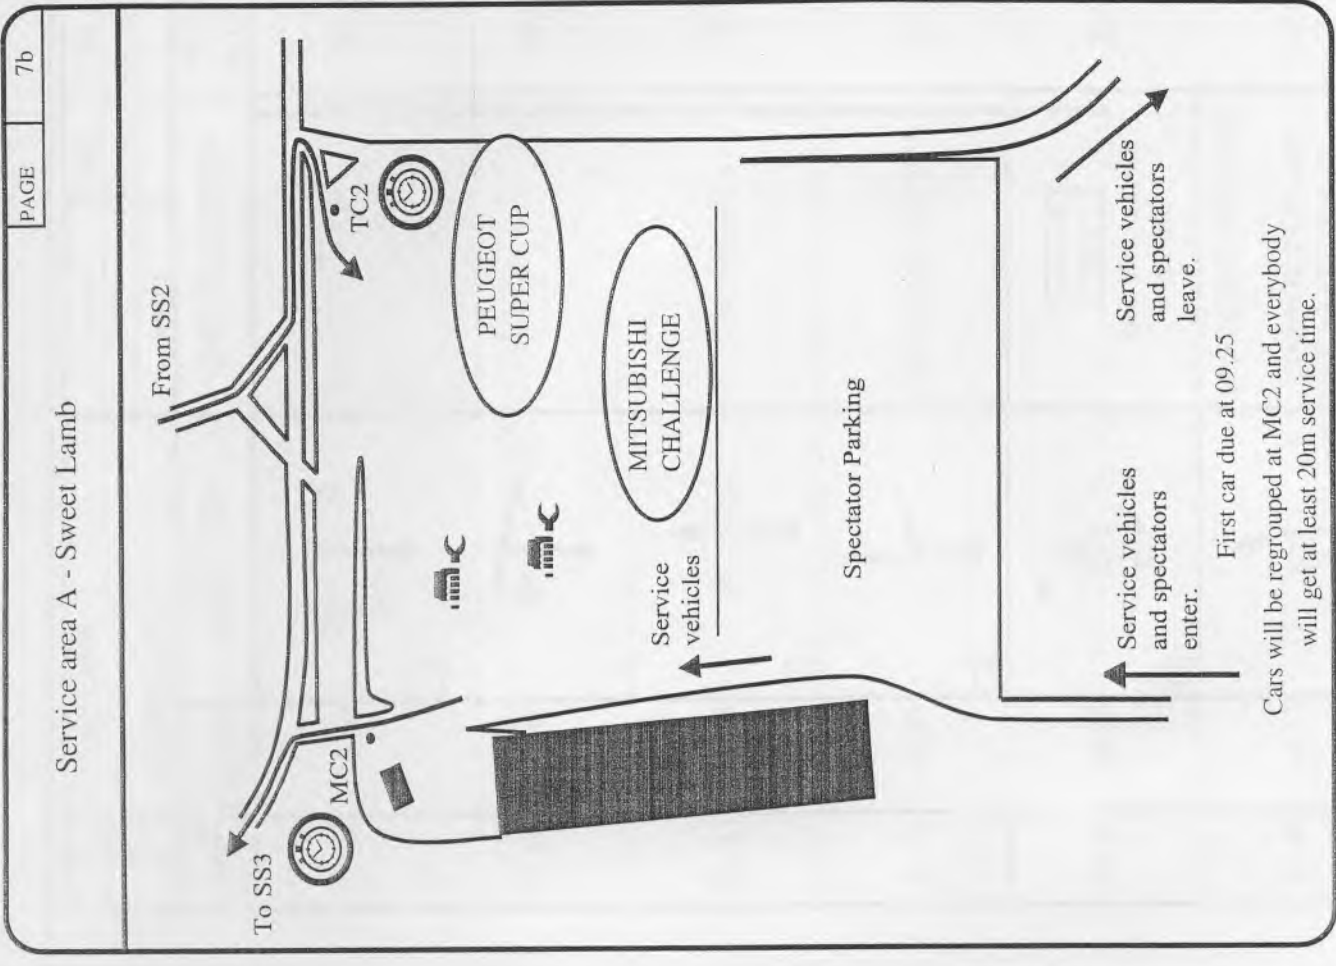 PAGE 7b
Service area A - Sweet Lamb
From SS2
To SS3
MC2
TC2
PEUGEOT
SUPER CUP
MITSUBISHI
CHALLENGE
Service
vehicles
Spectator Parking
Service vehicles
and spectators
enter.
Service vehicles
and spectators
leave.
First car due at 09.25
Cars will be regrouped at MC2 and everybody
will get at least 20m service time.